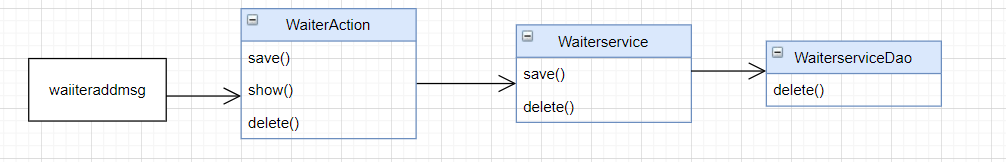 waiiteraddmsg
WaiterAction
save()
show()
delete()
Waiterservice
save()
delete()
WaiterserviceDao
delete()